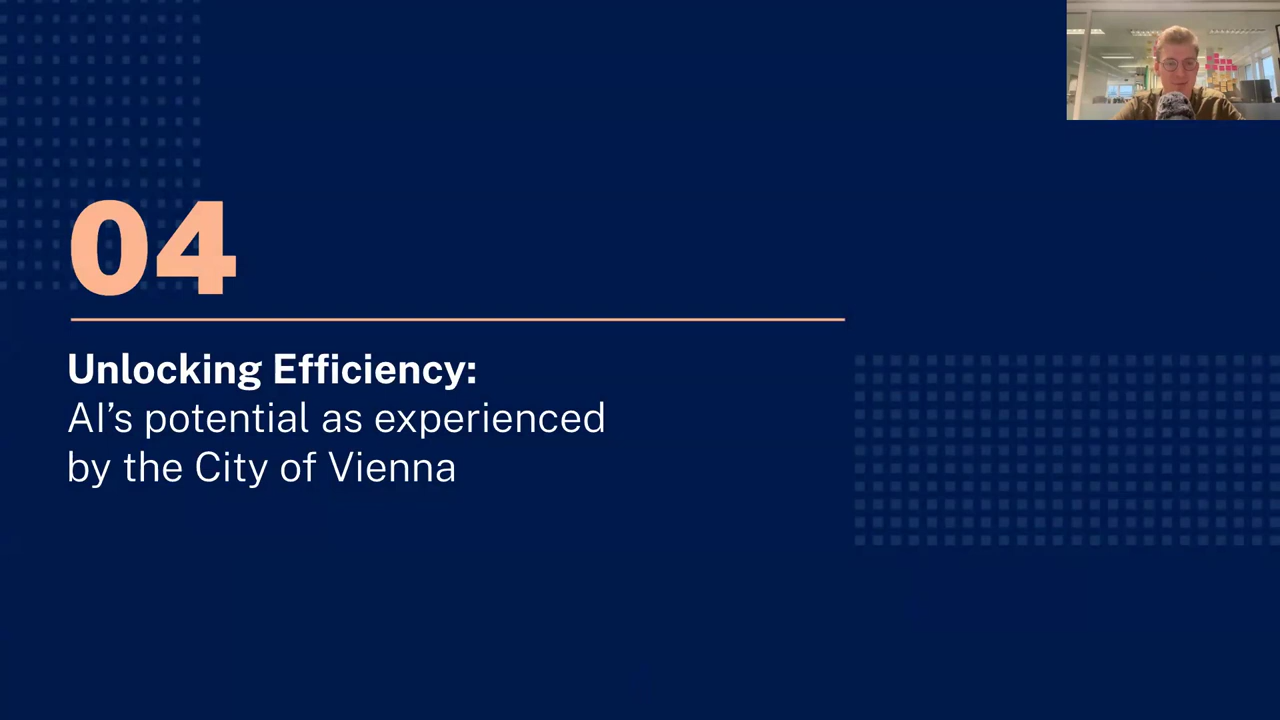 04
Unlocking Efficiency:
AI’s potential as experienced
by the City of Vienna